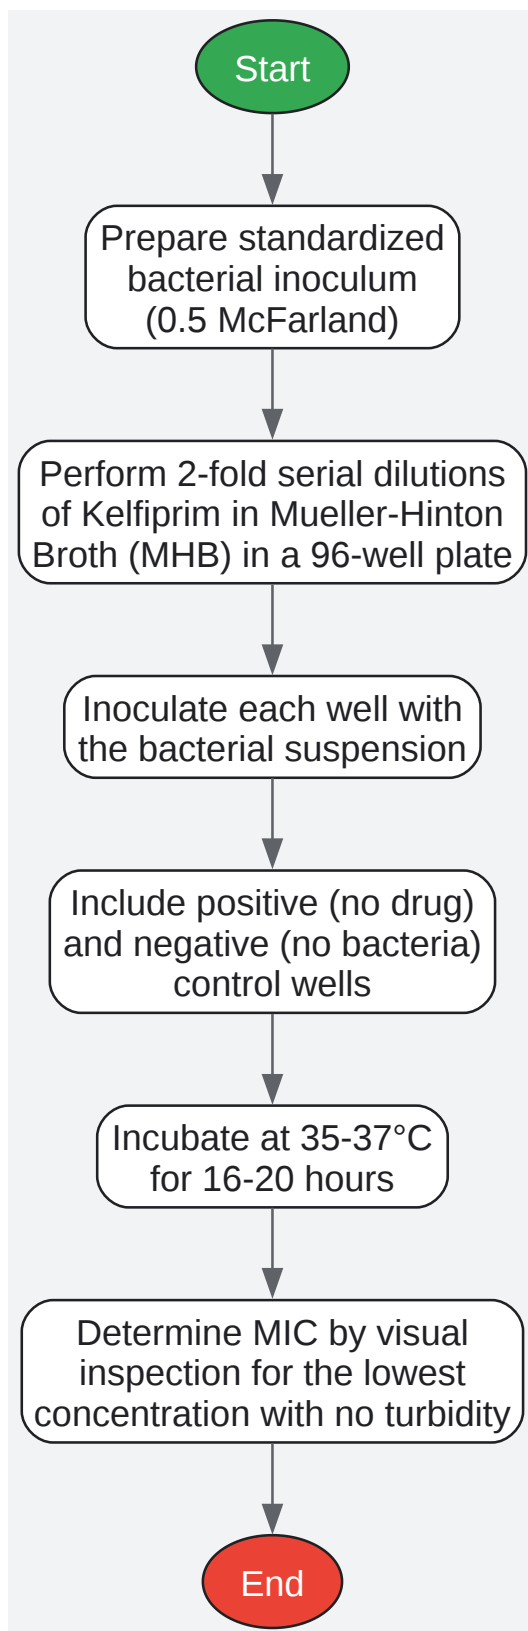 Start
Prepare standardized
bacterial inoculum
(0.5 McFarland)
Perform 2-fold serial dilutions
of Kelfiprim in Mueller-Hinton
Broth (MHB) in a 96-well plate
Inoculate each well with
the bacterial suspension
Include positive (no drug)
and negative (no bacteria)
control wells
Incubate at 35-37°C
for 16-20 hours
Determine MIC by visual
inspection for the lowest
concentration with no turbidity
End